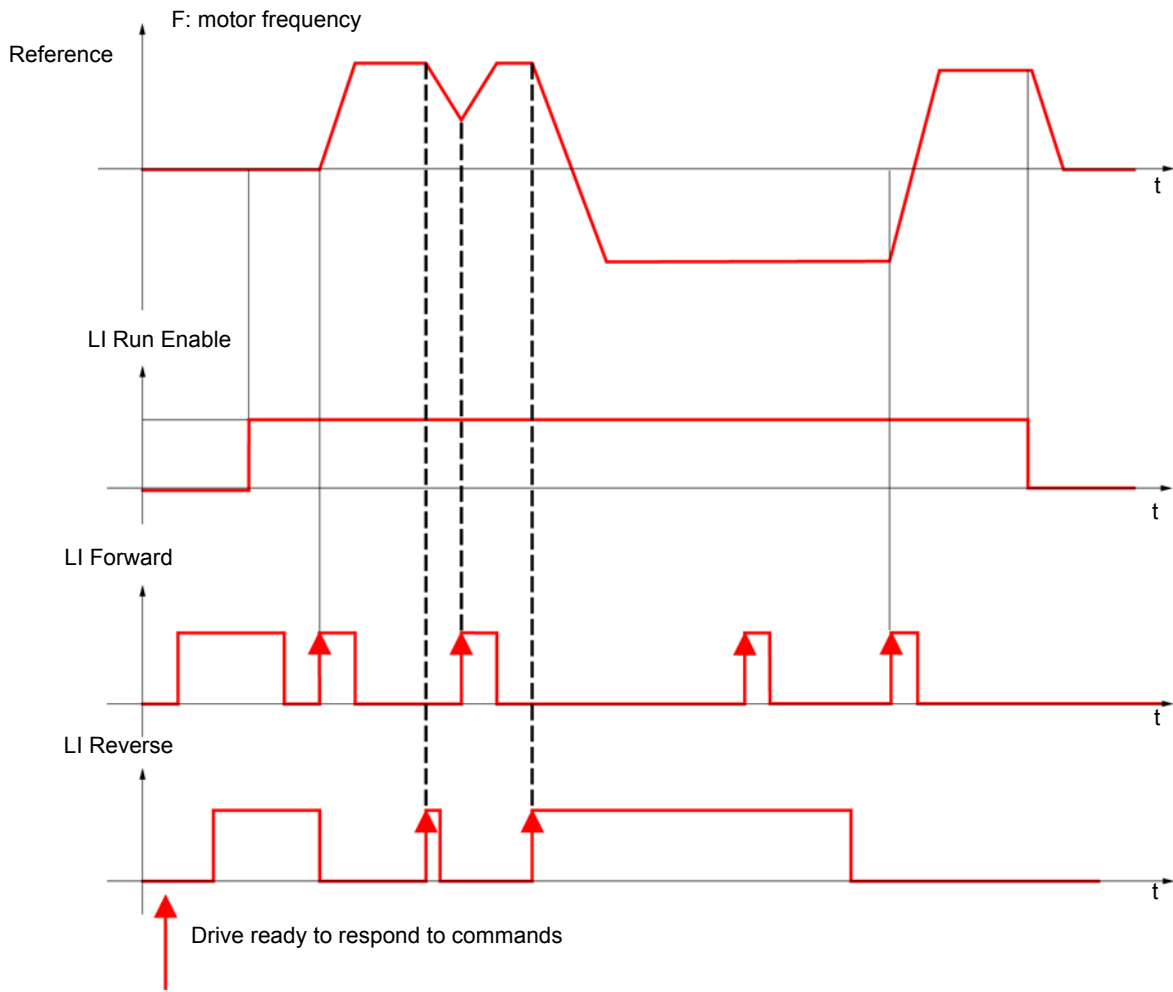 F: motor frequency
Reference
t
LI Run Enable
t
LI Forward
t
LI Reverse
t
Drive ready to respond to commands